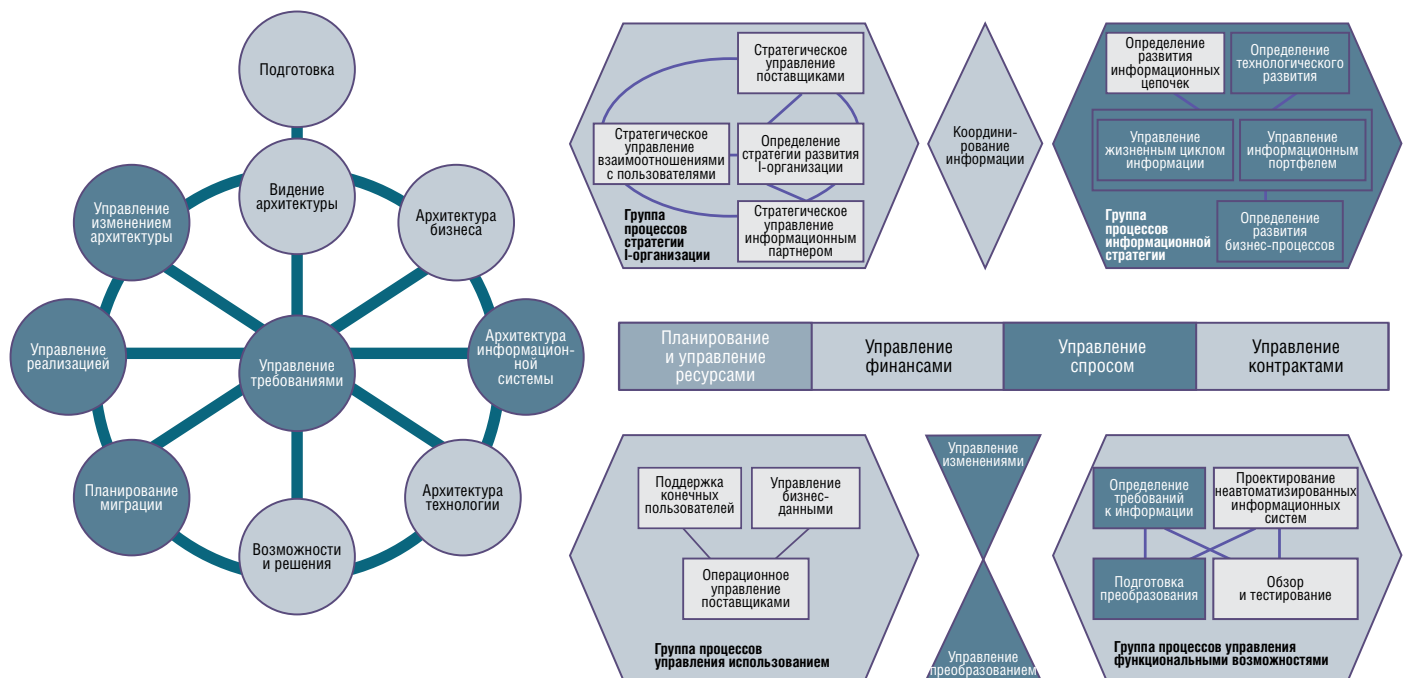 Подготовка
Видение
архитектуры
Управление
изменением
архитектуры
Архитектура
бизнеса
Управление
реализацией
Управление
требованиями
Архитектура
информацион-
ной
системы
Планирование
миграции
Архитектура
технологии
Возможности
и решения
Стратегическое
управление
поставщиками
Стратегическое
управление
взаимоотношениями
с пользователями
Определение
стратегии развития
I-организации
Стратегическое
управление
информационным
партнером
Группа
процессов
стратегии
I-организации
Координи-
рование
информации
Определение
развития
информационных
цепочек
Определение
технологического
развития
Управление
жизненным циклом
информации
Управление
информационным
портфелем
Определение
развития
бизнес-процессов
Группа
процессов
информационной
стратегии
Планирование
и управление
ресурсами
Управление
финансами
Управление
спросом
Управление
контрактами
Поддержка
конечных
пользователей
Управление
бизнес-
данными
Операционное
управление
поставщиками
Группа процессов
управления использованием
Управление
изменениями
Управление
преобразованием
Определение
требований
к информации
Проектирование
неавтоматизированных
информационных
систем
Подготовка
преобразования
Обзор
и тестирование
Группа процессов управления
функциональными возможностями